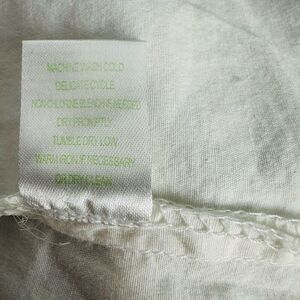 MACHINE WASH COLD
DELICATE CYCLE
NON-CHLORINE BLEACH IF NEEDED
DRY PROMPTLY
TUMBLE DRY LOW
WARM IRON IF NECESSARY
OR DRY CLEAN